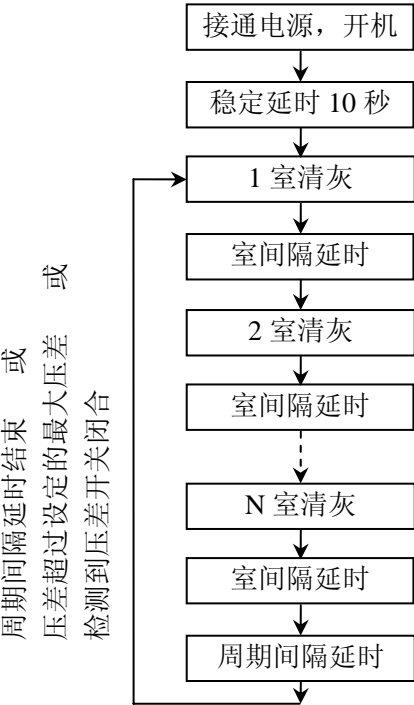 接通电源，开机
稳定延时 10 秒
1 室清灰
室间隔延时
2 室清灰
室间隔延时
N 室清灰
室间隔延时
周期间隔延时
周期间隔延时结束 或
压差超过设定的最大压差 或
检测到压差开关闭合